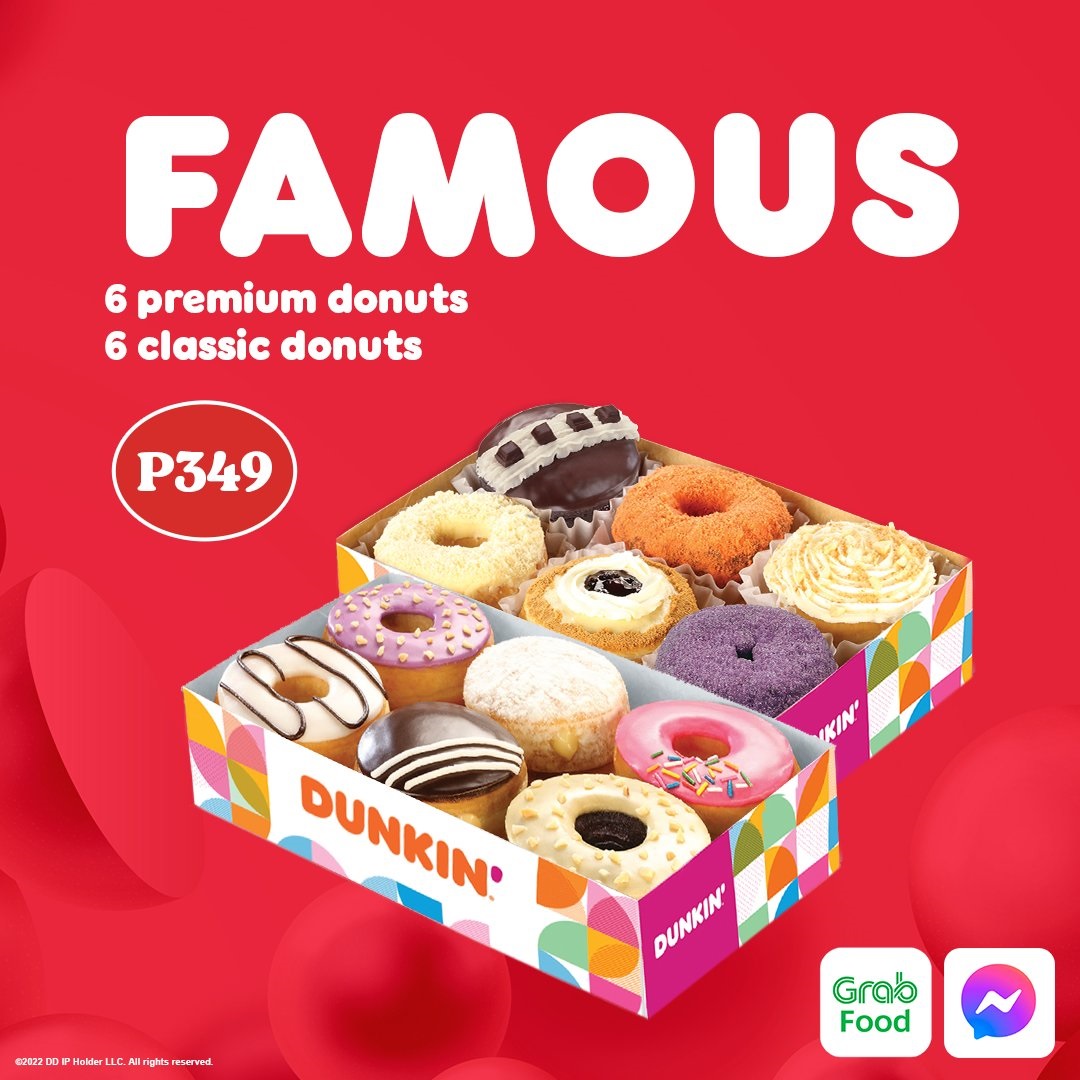 FAMOUS
6 premium donuts
6 classic donuts
P349
NKIN'
DUNKIN'
DUNKIN'
Grab
Food
©2022 DD IP Holder LLC. All rights reserved.